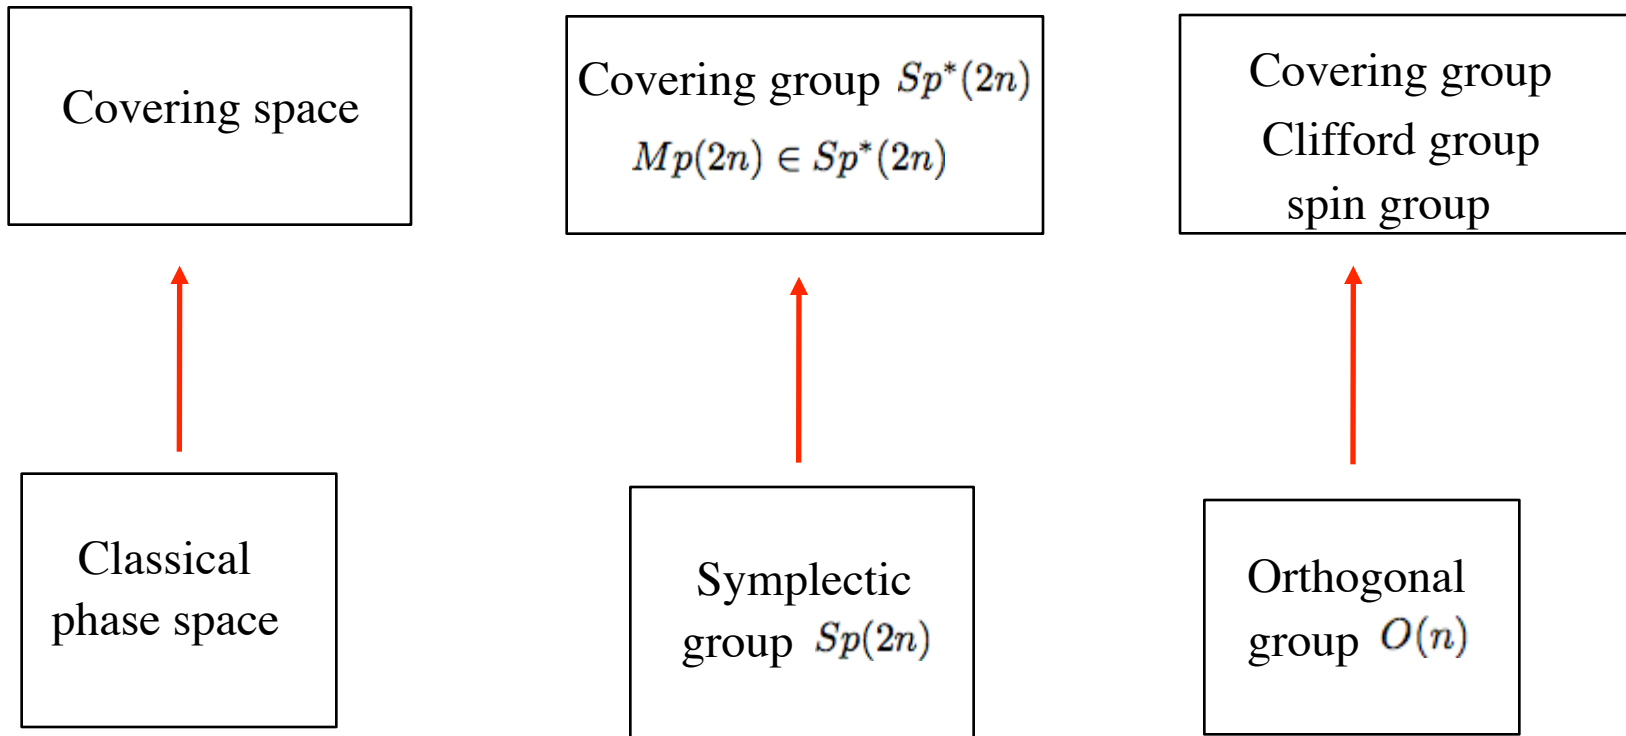 Covering space
Covering group Sp*(2n)
Mp(2n) ∈ Sp*(2n)
Covering group
Clifford group
spin group
Classical
phase space
Symplectic
group Sp(2n)
Orthogonal
group O(n)